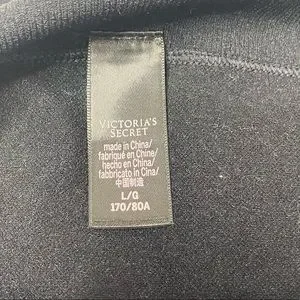 VICTORIA'S
SECRET
made in China/
fabriqué en Chine/
hecho en China/
fabbricato in Cina/
中国制造
L/G
170/80A